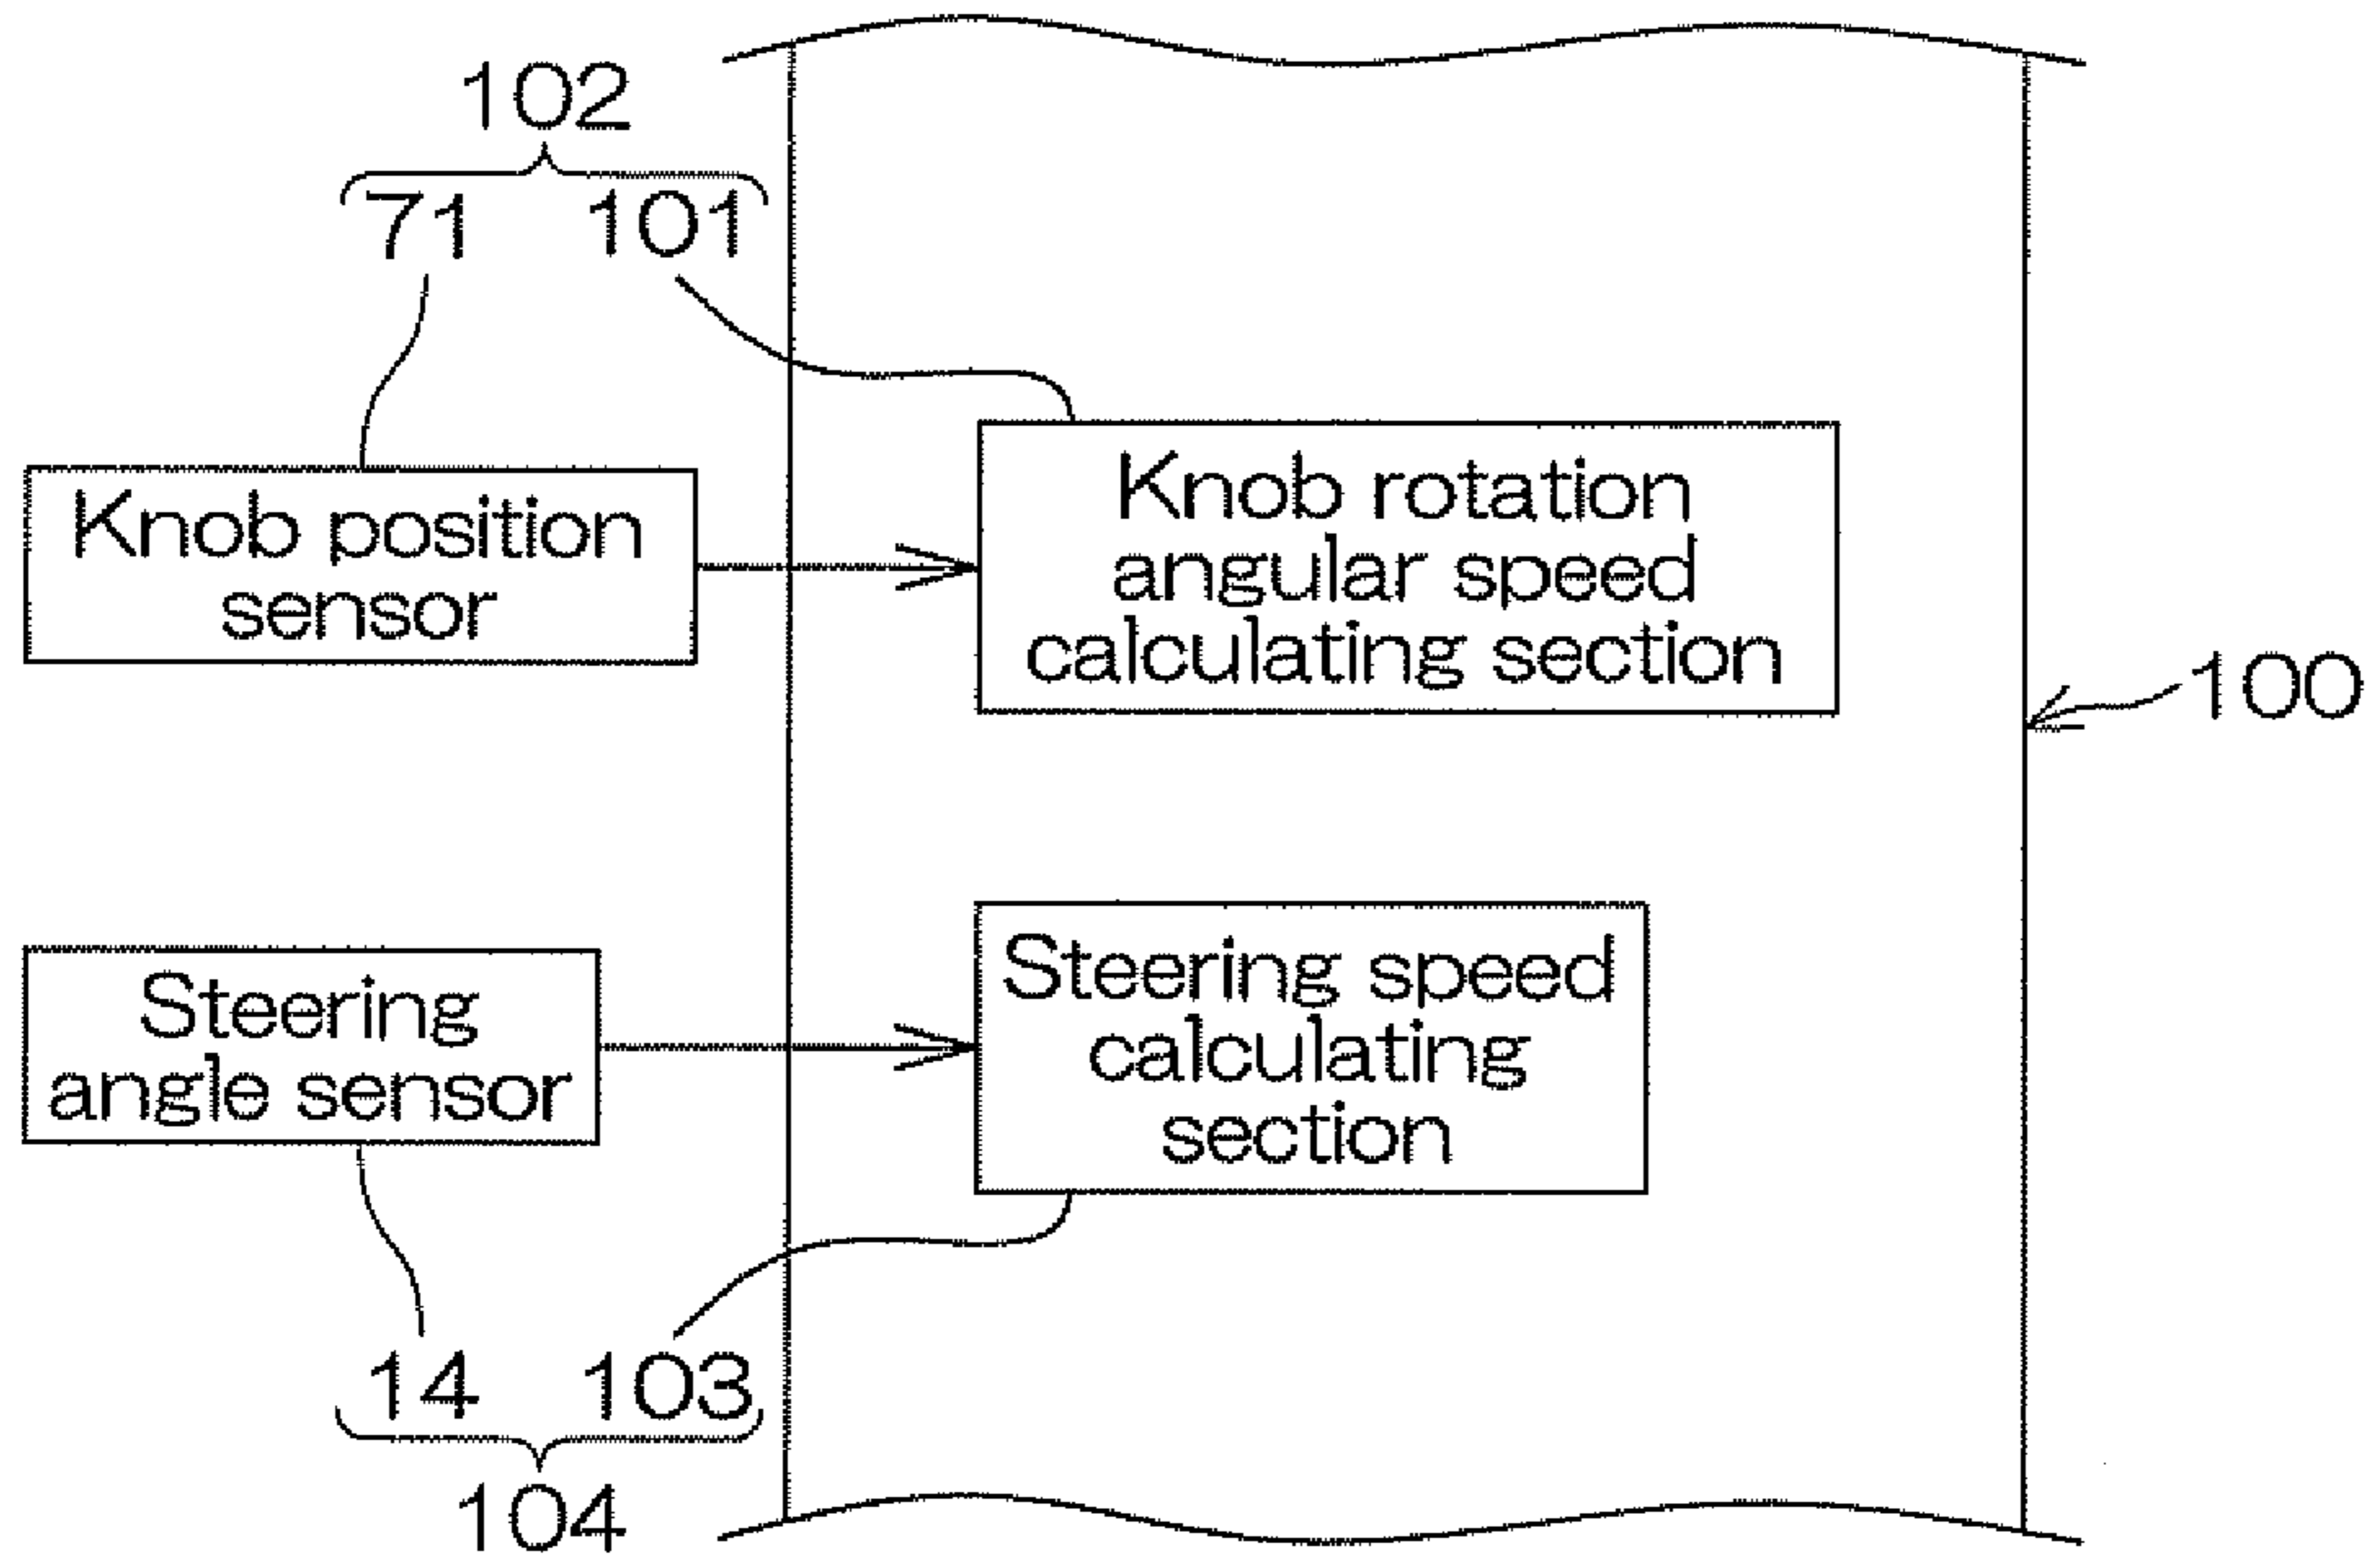 102
71 101
Knob position
sensor
Knob rotation
angular speed
calculating section
100
Steering
angle sensor
Steering speed
calculating
section
14 103
104